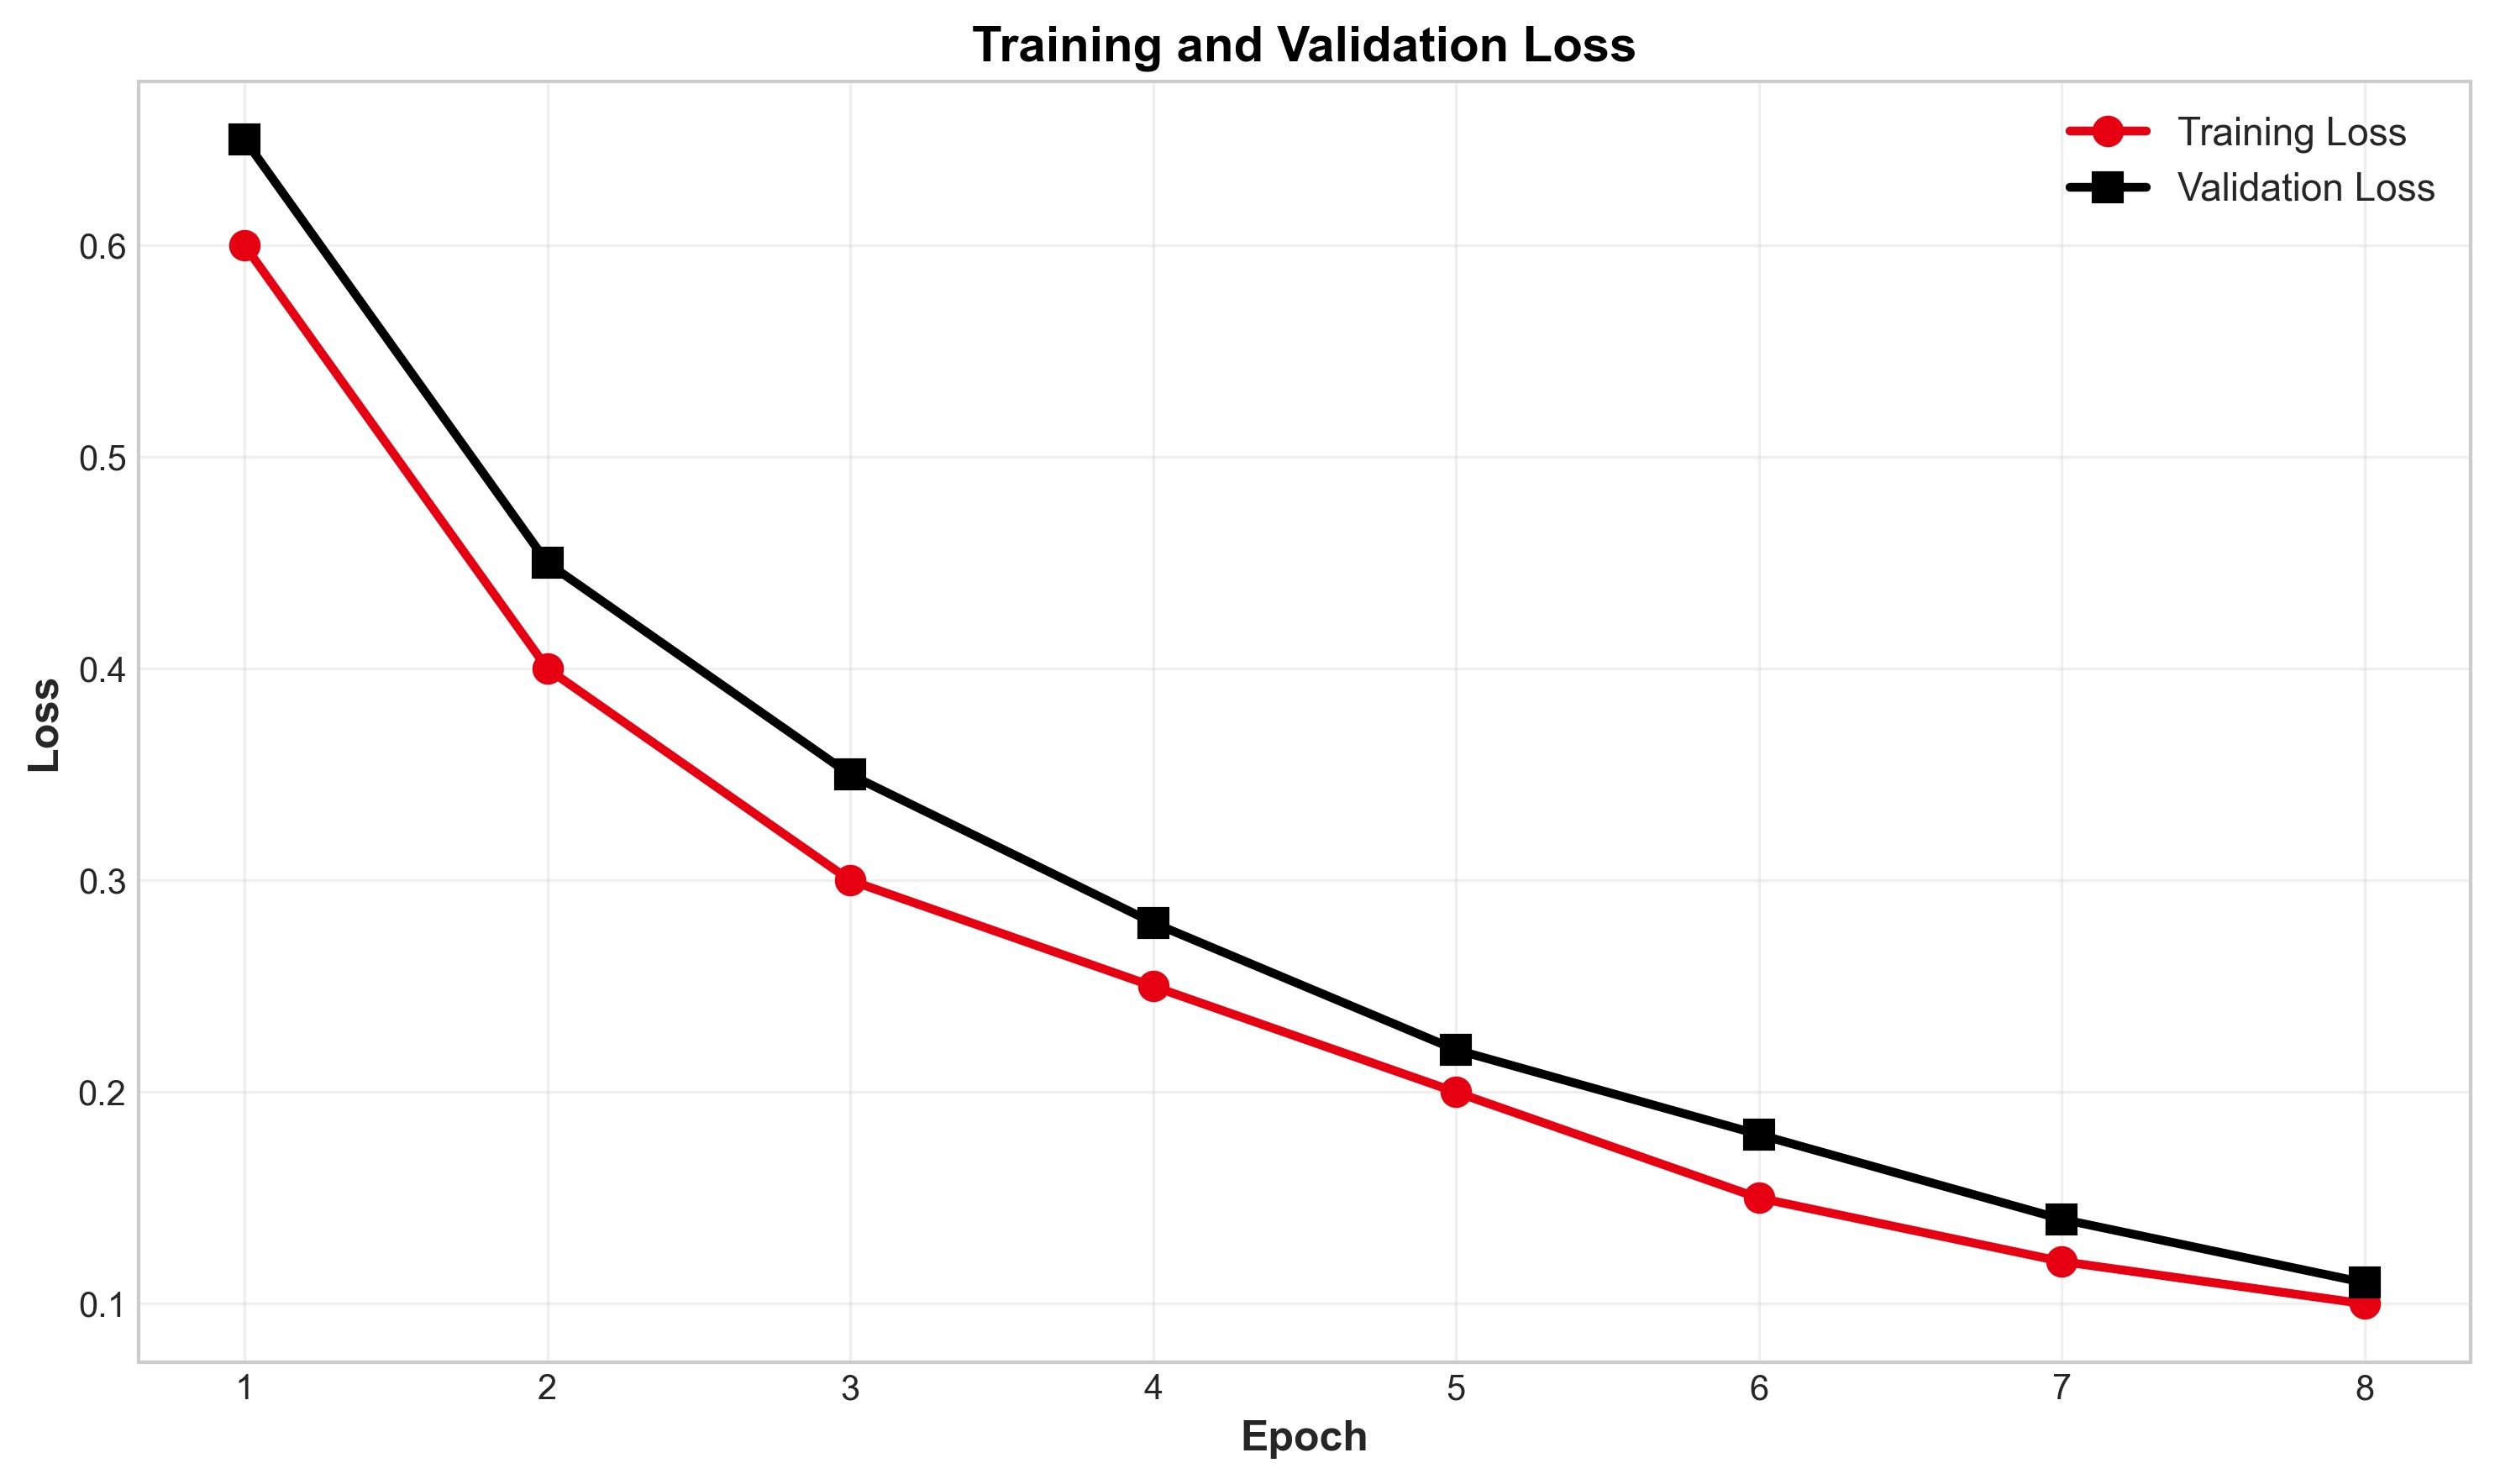 Training and Validation Loss
Training Loss
Validation Loss
Loss
0.6
0.5
0.4
0.3
0.2
0.1
1 2 3 4 5 6 7 8
Epoch